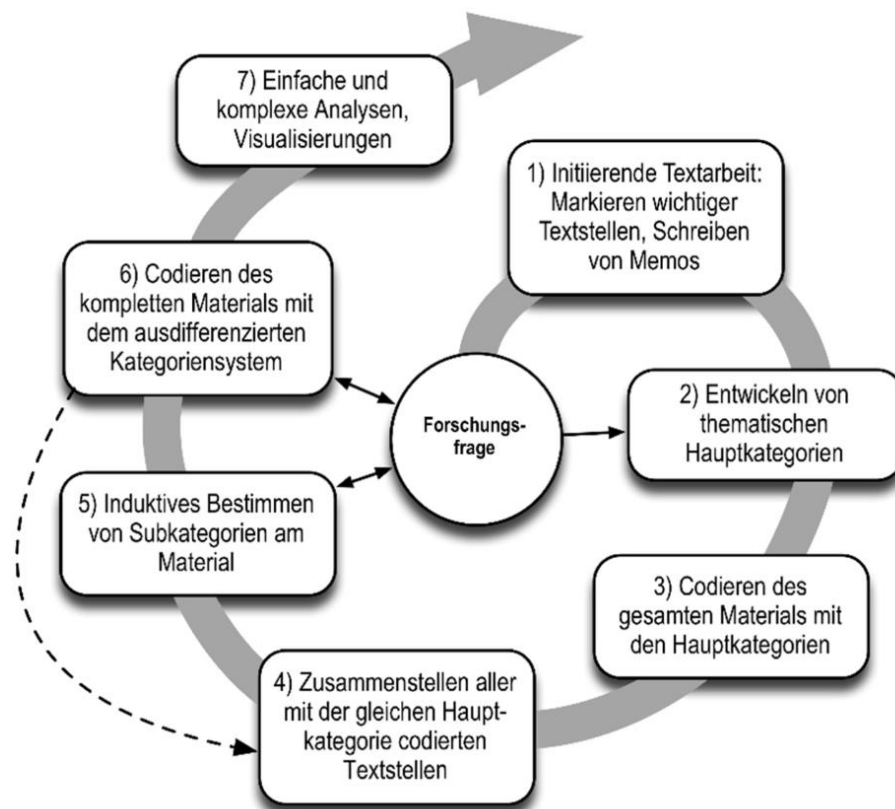 7) Einfache und
komplexe Analysen,
Visualisierungen
1) Initiierende Textarbeit:
Markieren wichtiger
Textstellen, Schreiben
von Memos
6) Codieren des
kompletten Materials mit
dem ausdifferenzierten
Kategoriensystem
Forschungs-
frage
2) Entwickeln von
thematischen
Hauptkategorien
5) Induktives Bestimmen
von Subkategorien am
Material
3) Codieren des
gesamten Materials mit
den Hauptkategorien
4) Zusammenstellen aller
mit der gleichen Haupt-
kategorie codierten
Textstellen